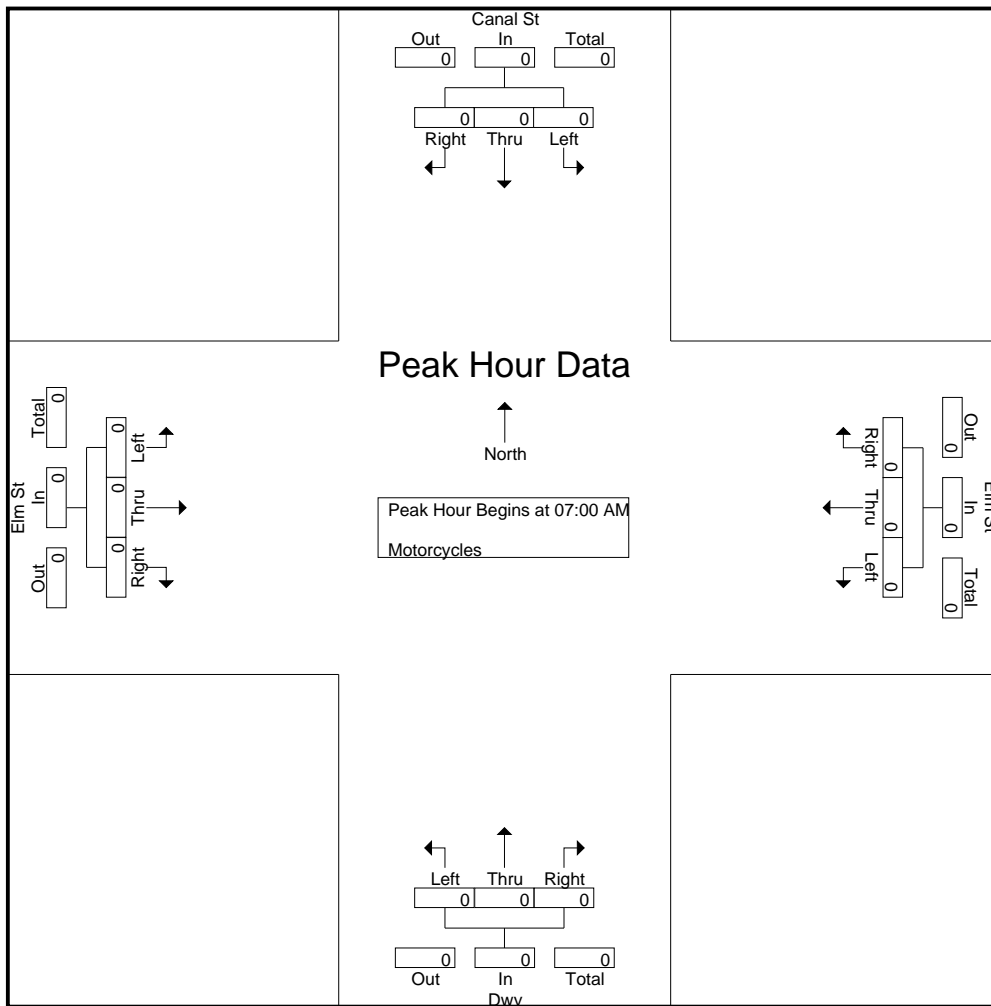 Canal St
Out In Total
0 0 0
0 0 0
Right Thru Left
Peak Hour Data
North
Peak Hour Begins at 07:00 AM
Motorcycles
Elm St
Total In Out
0 0 0
0 0 0
Left Thru Right
Elm St
Out In Total
0 0 0
0 0 0
Right Thru Left
Left Thru Right
0 0 0
0 0 0
Out In Total
Dwy